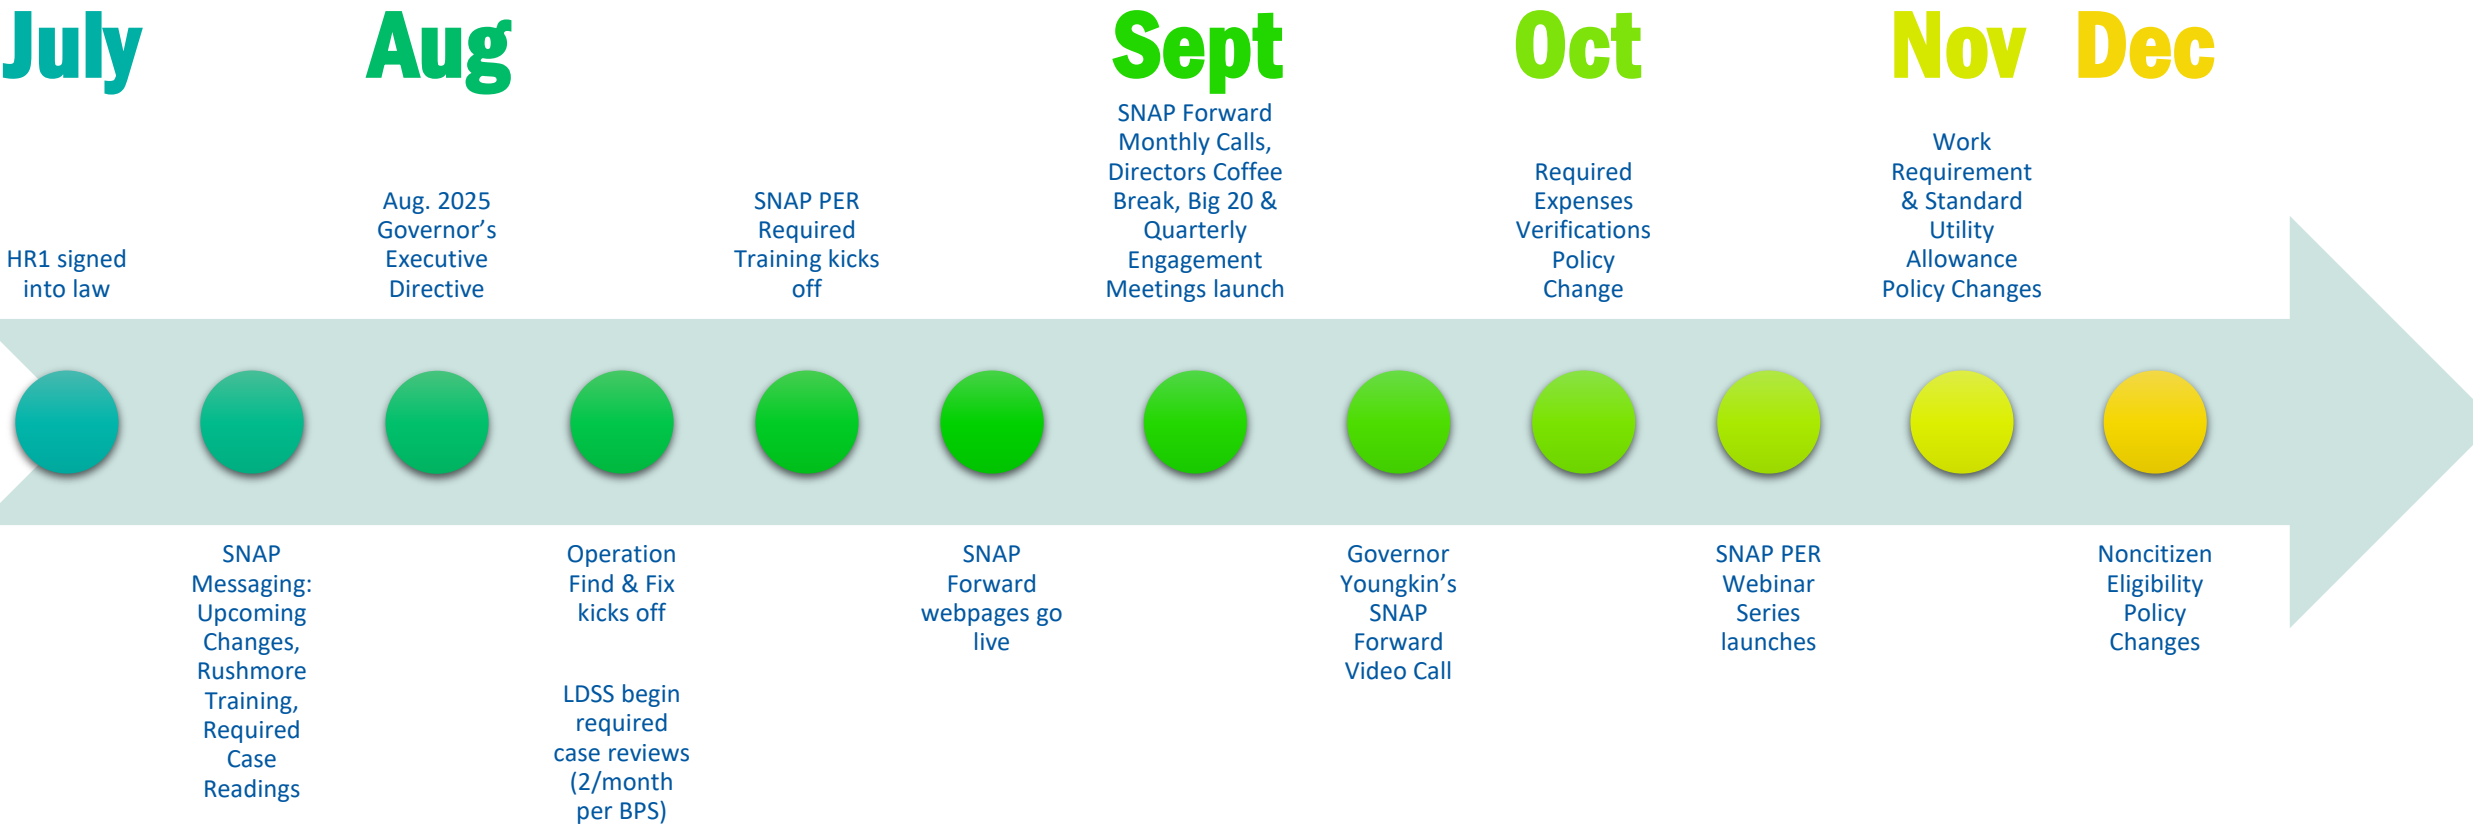 July
Aug
Sept
Oct
Nov
Dec
HR1 signed
into law
Aug. 2025
Governor’s
Executive
Directive
SNAP PER
Required
Training kicks
off
SNAP Forward
Monthly Calls,
Directors Coffee
Break, Big 20 &
Quarterly
Engagement
Meetings launch
Required
Expenses
Verifications
Policy
Change
Work
Requirement
& Standard
Utility
Allowance
Policy Changes
SNAP
Messaging:
Upcoming
Changes,
Rushmore
Training,
Required
Case
Readings
Operation
Find & Fix
kicks off
LDSS begin
required
case reviews
(2/month
per BPS)
SNAP
Forward
webpages go
live
Governor
Youngkin’s
SNAP
Forward
Video Call
SNAP PER
Webinar
Series
launches
Noncitizen
Eligibility
Policy
Changes